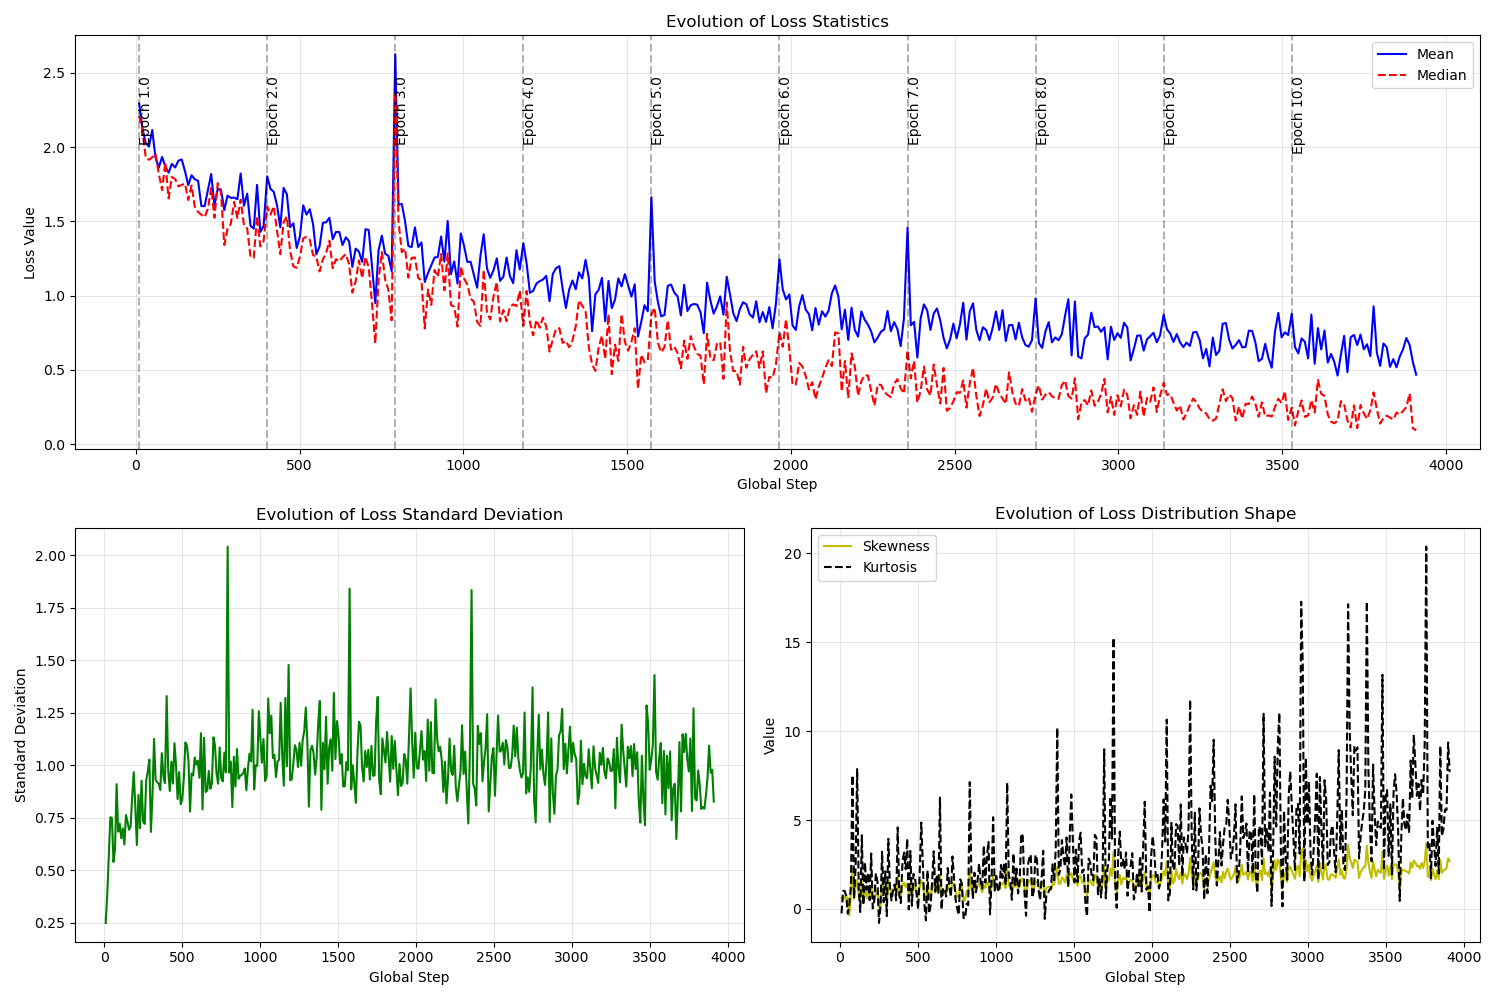 Evolution of Loss Statistics
Mean
Median
Epoch 1.0
Epoch 2.0
Epoch 3.0
Epoch 4.0
Epoch 5.0
Epoch 6.0
Epoch 7.0
Epoch 8.0
Epoch 9.0
Epoch 10.0
Loss Value
2.5
2.0
1.5
1.0
0.5
0.0
0 500 1000 1500 2000 2500 3000 3500 4000
Global Step
Evolution of Loss Standard Deviation
Standard Deviation
2.00
1.75
1.50
1.25
1.00
0.75
0.50
0.25
0 500 1000 1500 2000 2500 3000 3500 4000
Global Step
Evolution of Loss Distribution Shape
Skewness
Kurtosis
Value
20
15
10
5
0
0 500 1000 1500 2000 2500 3000 3500 4000
Global Step